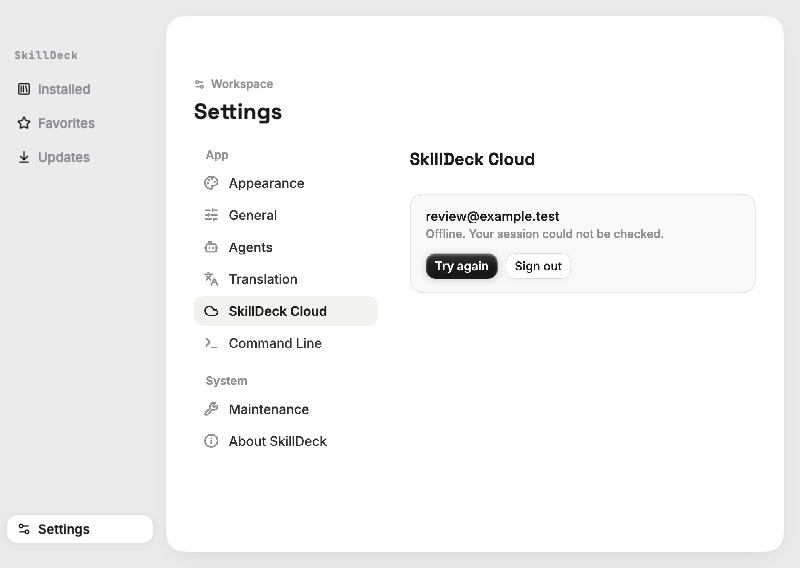 SkillDeck
Installed
Favorites
Updates
Settings
Workspace
Settings
App
Appearance
General
Agents
Translation
SkillDeck Cloud
Command Line
System
Maintenance
About SkillDeck
SkillDeck Cloud
review@example.test
Offline. Your session could not be checked.
Try again
Sign out